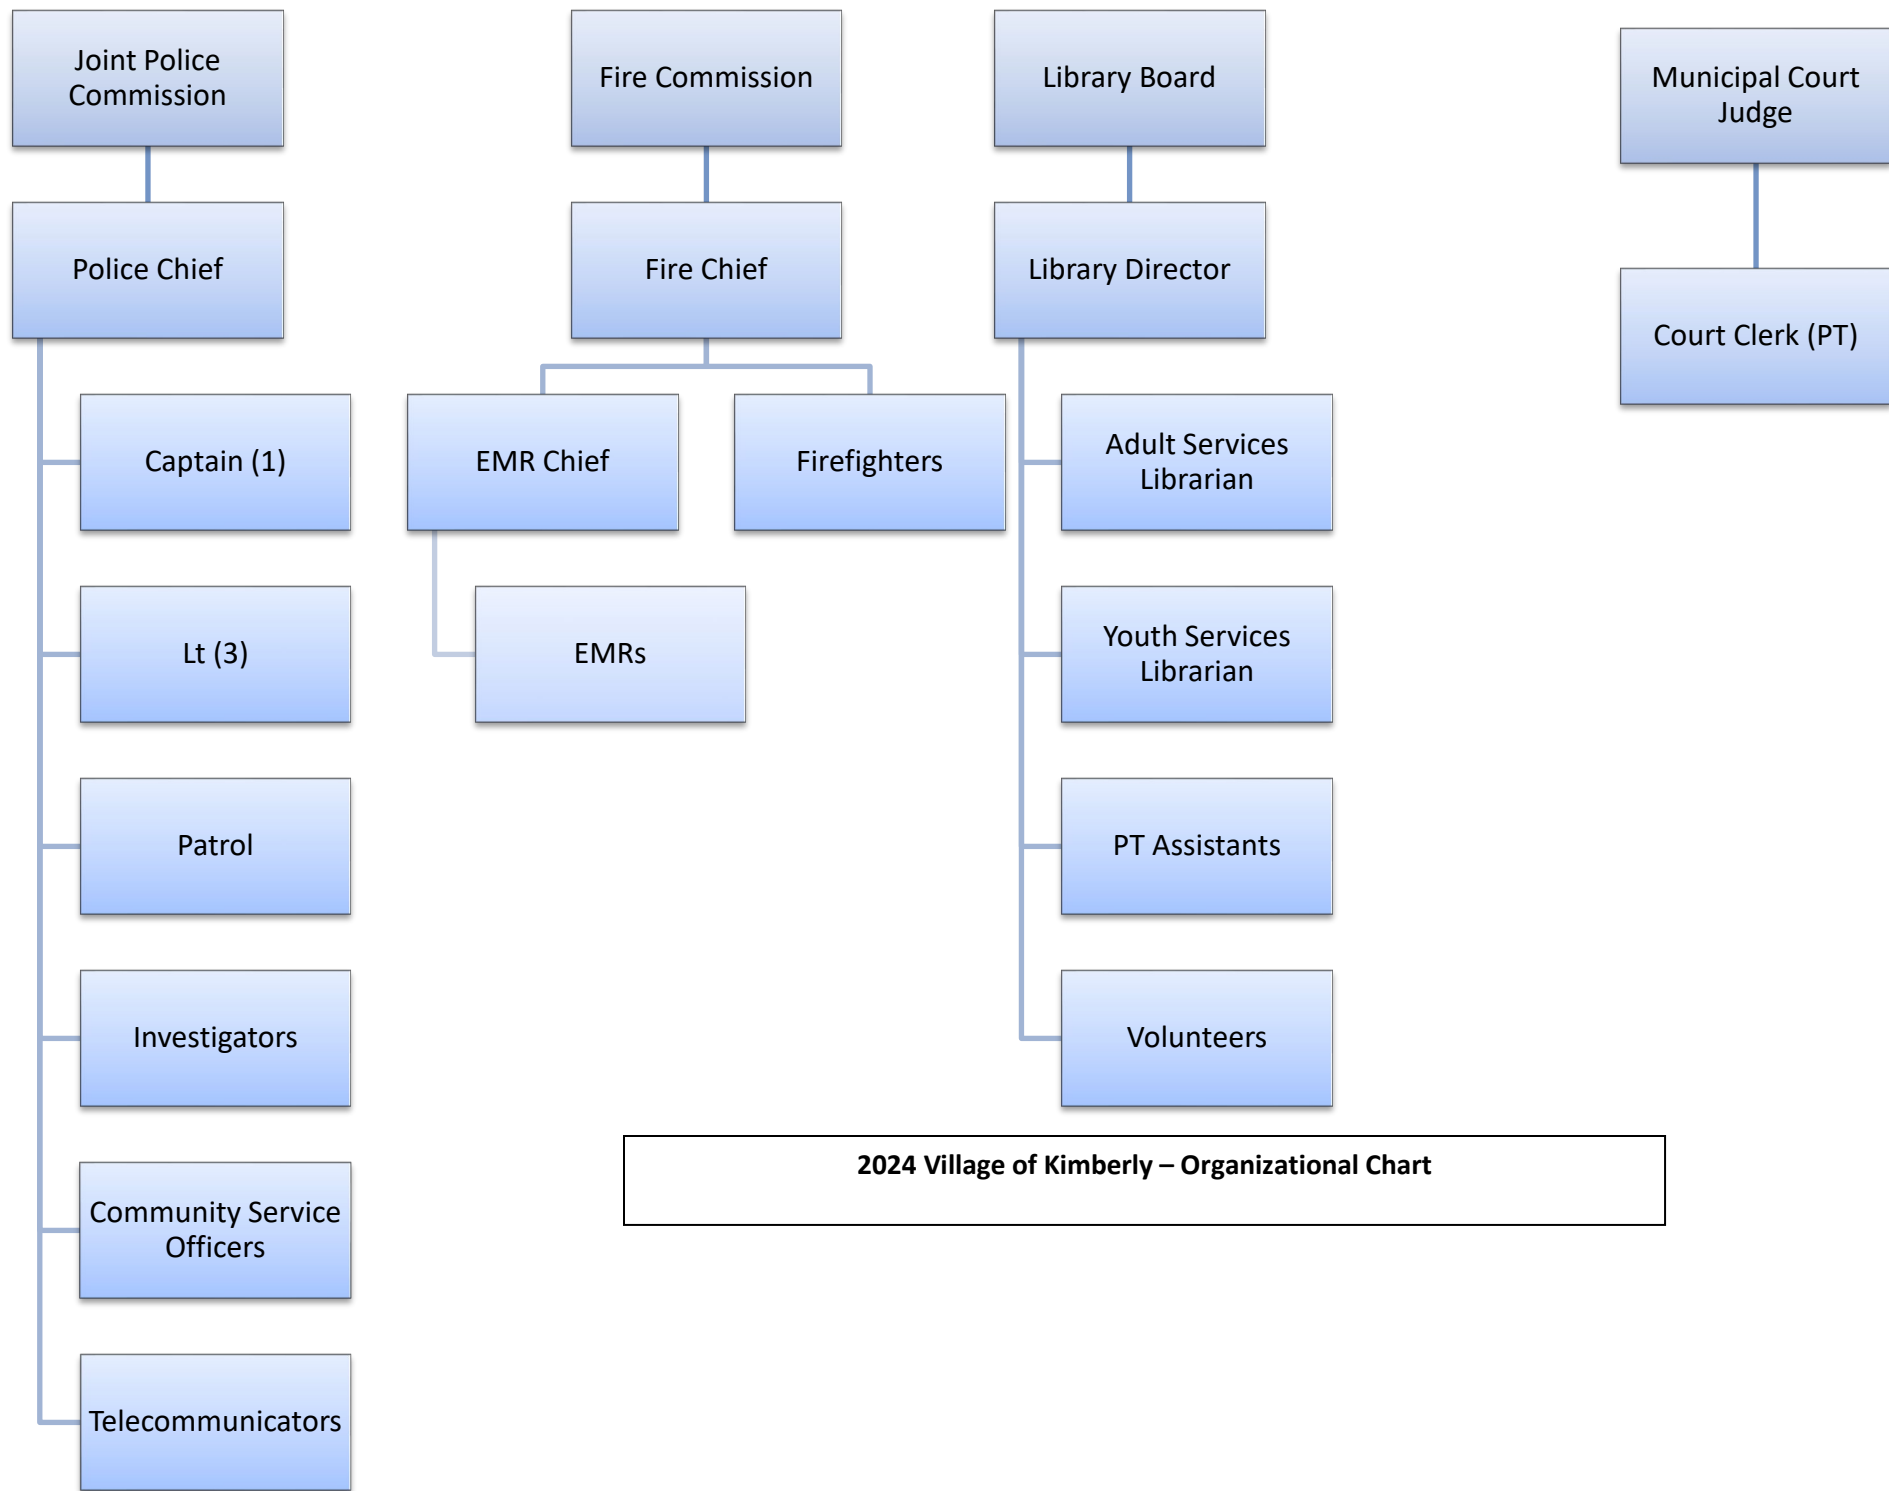 Joint Police
Commission
Fire Commission
Library Board
Municipal Court
Judge
Police Chief
Fire Chief
Library Director
Court Clerk (PT)
Captain (1)
EMR Chief
Firefighters
Adult Services
Librarian
Lt (3)
EMRs
Youth Services
Librarian
Patrol
PT Assistants
Investigators
Volunteers
2024 Village of Kimberly – Organizational Chart
Community Service
Officers
Telecommunicators